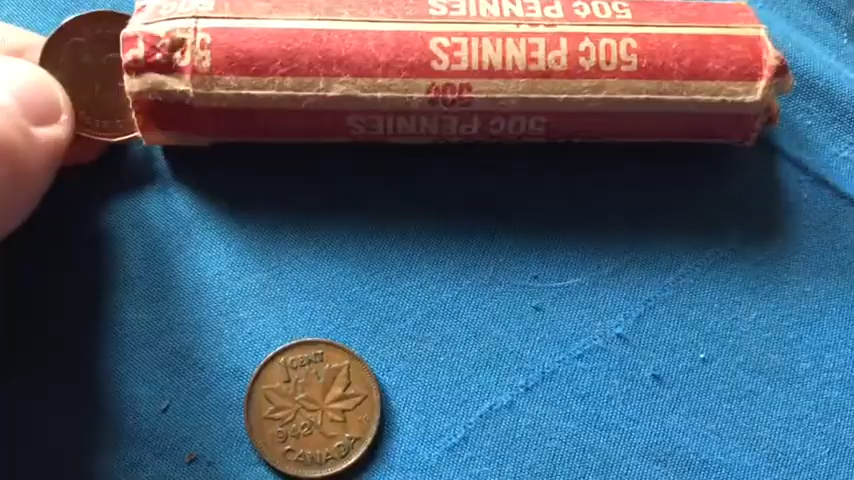 50¢ PENNIES
50¢ PENNIES
50¢
50¢ PENNIES
1 CENT
1942
CANADA